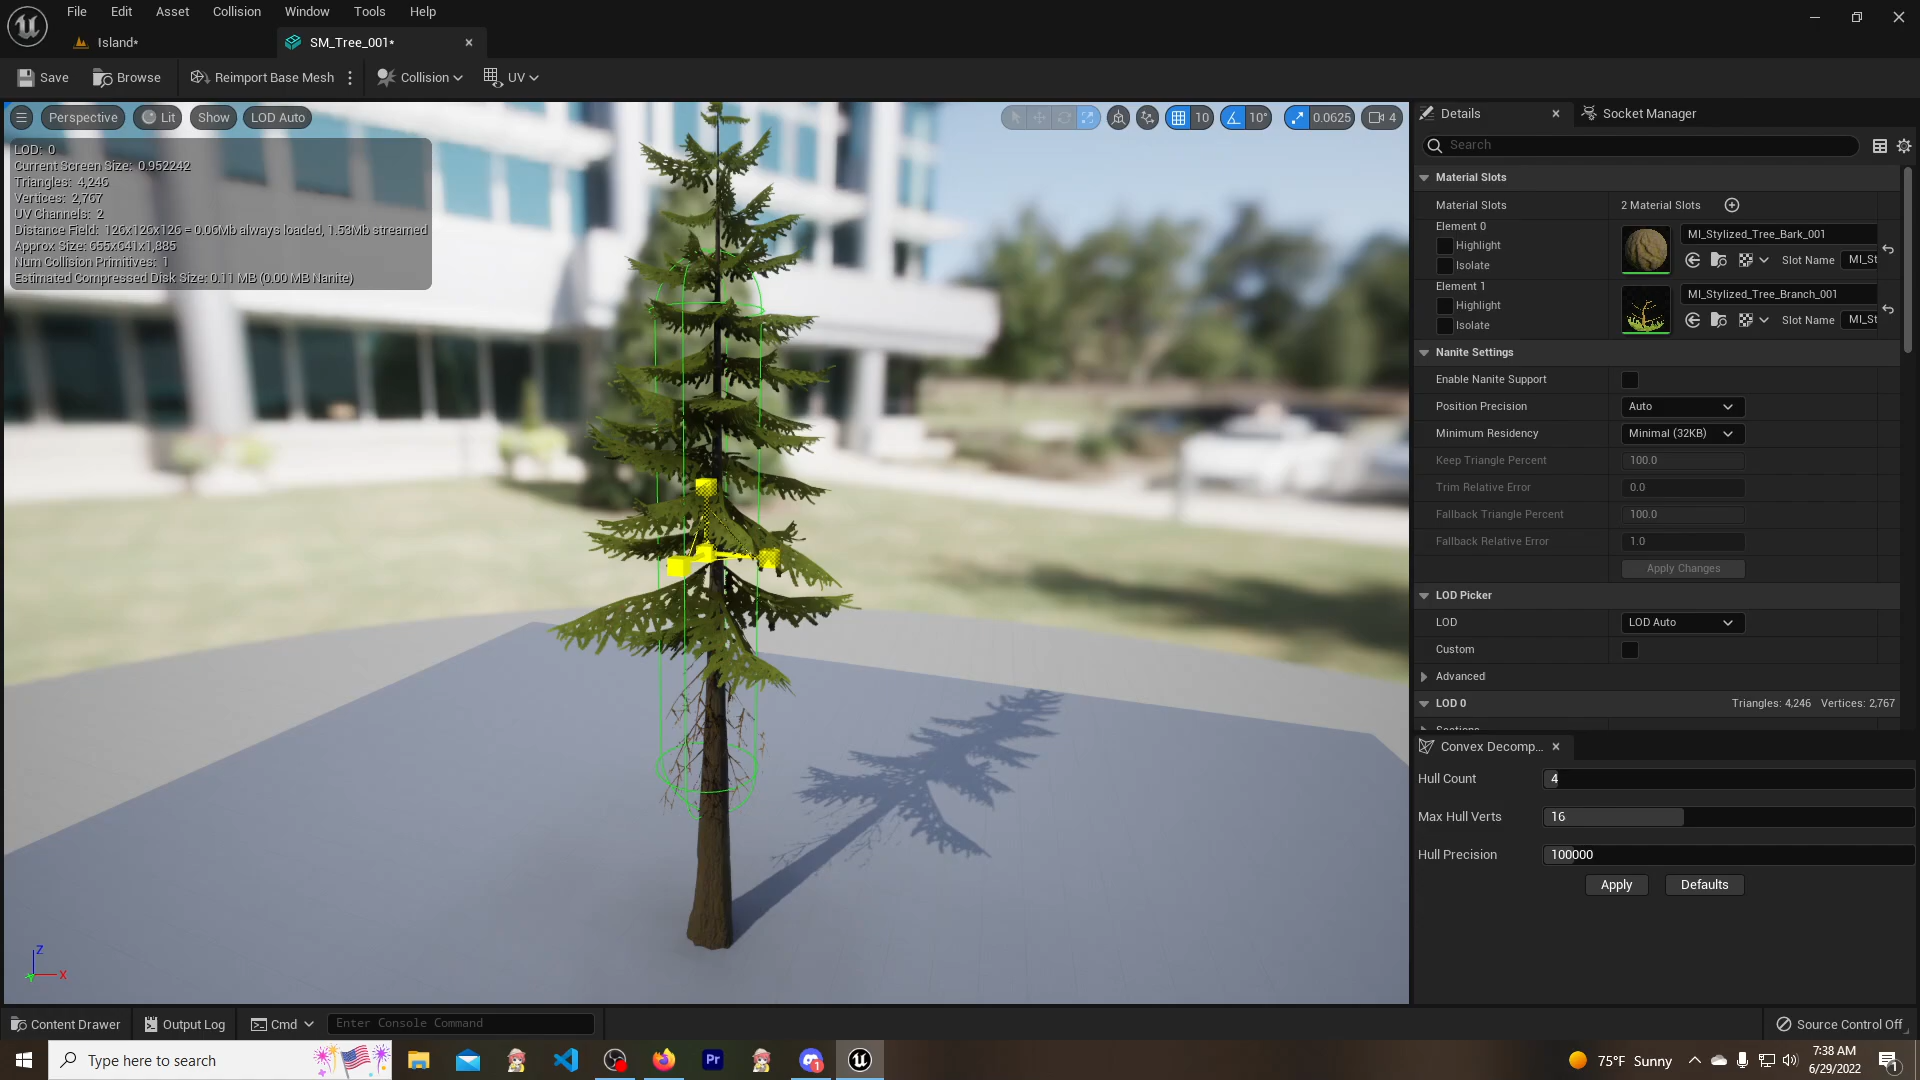 File Edit Asset Collision Window Tools Help
Island* SM_Tree_001*
Save Browse Reimport Base Mesh Collision UV
Perspective Lit Show LOD Auto 10 10° 0.0625 4
LOD: 0
Current Screen Size: 0.952242
Triangles: 4,246
Vertices: 2,767
UV Channels: 2
Distance Field: 126x126x126 = 0.06Mb always loaded, 1.53Mb streamed
Approx Size: 655x641x1,885
Num Collision Primitives: 1
Estimated Compressed Disk Size: 0.11 MB (0.00 MB Nanite)
Z
X
Details Socket Manager
Search
Material Slots
Material Slots 2 Material Slots
Element 0
Highlight
Isolate
MI_Stylized_Tree_Bark_001
Slot Name MI_St
Element 1
Highlight
Isolate
MI_Stylized_Tree_Branch_001
Slot Name MI_St
Nanite Settings
Enable Nanite Support
Position Precision Auto
Minimum Residency Minimal (32KB)
Keep Triangle Percent 100.0
Trim Relative Error 0.0
Fallback Triangle Percent 100.0
Fallback Relative Error 1.0
Apply Changes
LOD Picker
LOD LOD Auto
Custom
Advanced
LOD 0 Triangles: 4,246 Vertices: 2,767
Sections
Convex Decomp...
Hull Count 4
Max Hull Verts 16
Hull Precision 100000
Apply Defaults
Content Drawer Output Log Cmd Enter Console Command Source Control Off
Type here to search
Pr
1
75°F Sunny
7:38 AM
6/29/2022
1